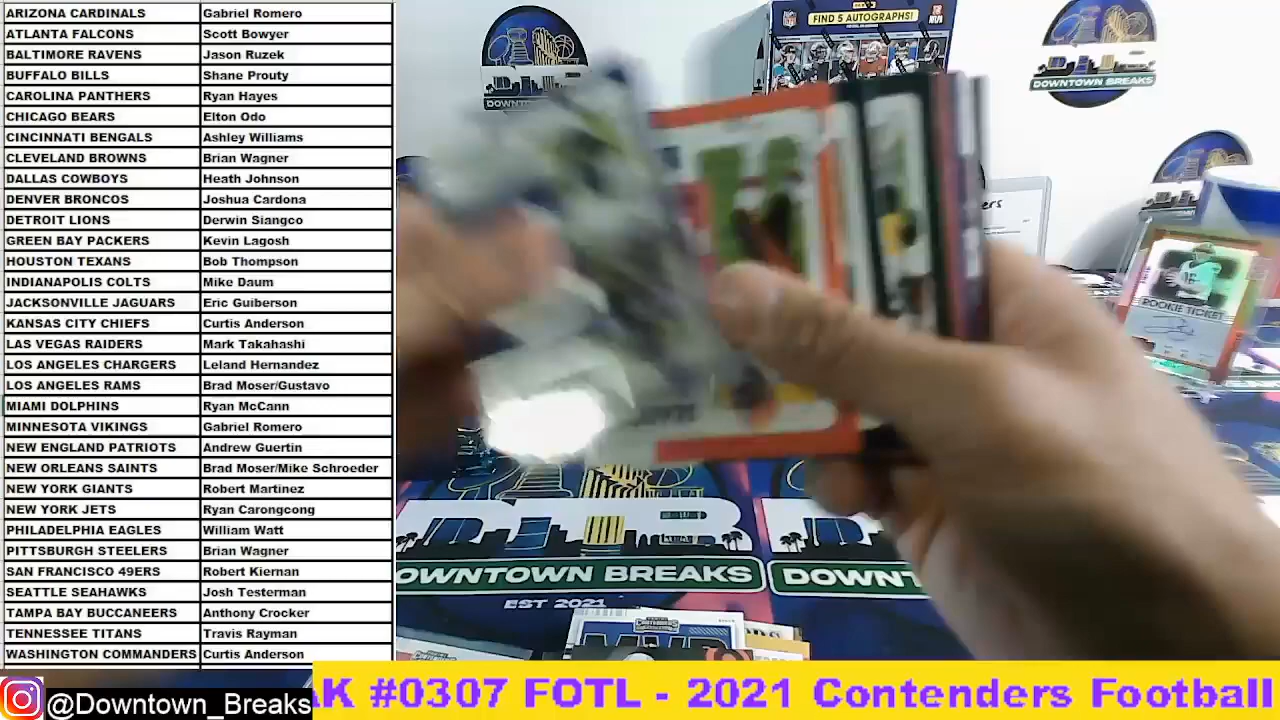 ARIZONA CARDINALS Gabriel Romero
ATLANTA FALCONS Scott Bowyer
BALTIMORE RAVENS Jason Ruzek
BUFFALO BILLS Shane Prouty
CAROLINA PANTHERS Ryan Hayes
CHICAGO BEARS Elton Odo
CINCINNATI BENGALS Ashley Williams
CLEVELAND BROWNS Brian Wagner
DALLAS COWBOYS Heath Johnson
DENVER BRONCOS Joshua Cardona
DETROIT LIONS Derwin Siangco
GREEN BAY PACKERS Kevin Lagosh
HOUSTON TEXANS Bob Thompson
INDIANAPOLIS COLTS Mike Daum
JACKSONVILLE JAGUARS Eric Guiberson
KANSAS CITY CHIEFS Curtis Anderson
LAS VEGAS RAIDERS Mark Takahashi
LOS ANGELES CHARGERS Leland Hernandez
LOS ANGELES RAMS Brad Moser/Gustavo
MIAMI DOLPHINS Ryan McCann
MINNESOTA VIKINGS Gabriel Romero
NEW ENGLAND PATRIOTS Andrew Guertin
NEW ORLEANS SAINTS Brad Moser/Mike Schroeder
NEW YORK GIANTS Robert Martinez
NEW YORK JETS Ryan Carongcong
PHILADELPHIA EAGLES William Watt
PITTSBURGH STEELERS Brian Wagner
SAN FRANCISCO 49ERS Robert Kiernan
SEATTLE SEAHAWKS Josh Testerman
TAMPA BAY BUCCANEERS Anthony Crocker
TENNESSEE TITANS Travis Rayman
WASHINGTON COMMANDERS Curtis Anderson
FIND 5 AUTOGRAPHS!
DOWNTOWN BREAKS
ROOKIE TICKET
DTB
OWNTOWN BREAKS
EST 2021
DOWNT
MVP
@Downtown_Breaks
AK #0307 FOTL - 2021 Contenders Football